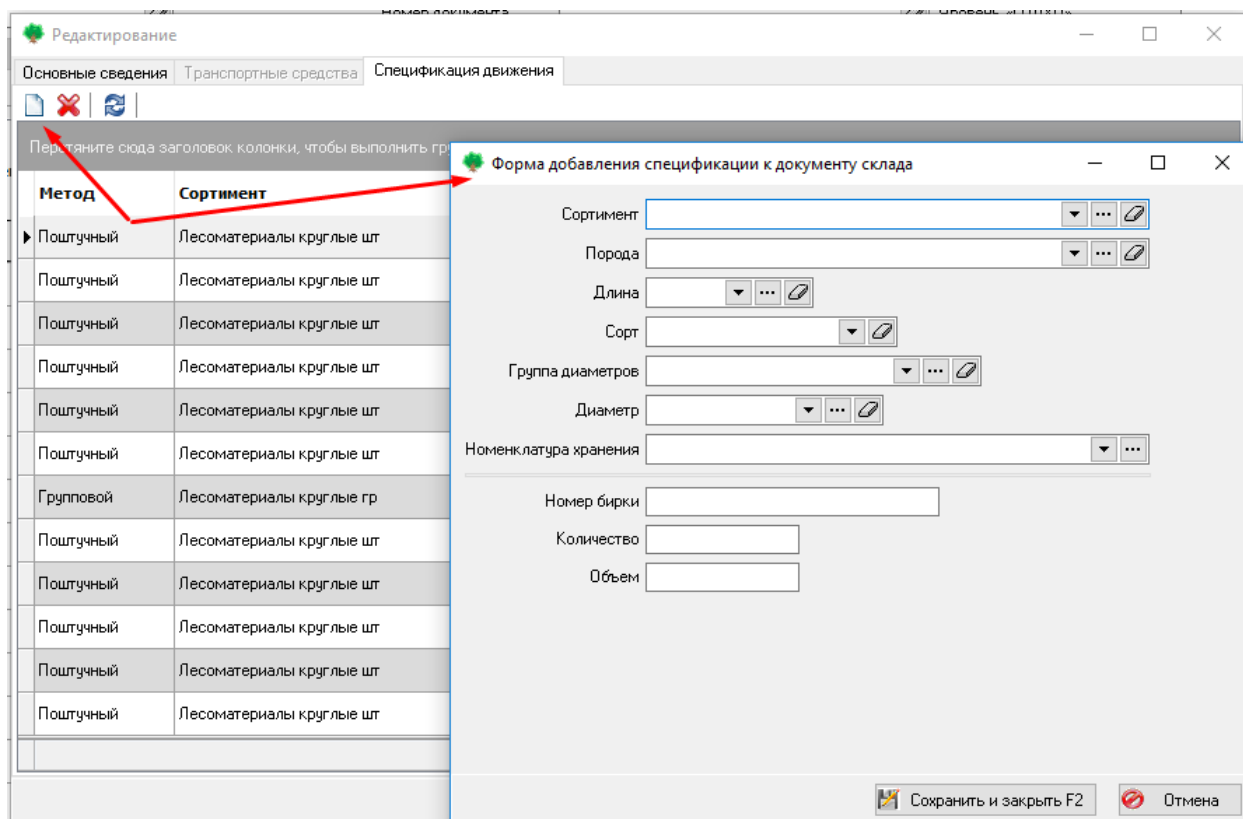 Номер документа
Редактирование
Основные сведения Транспортные средства Спецификация движения
Перетяните сюда заголовок колонки, чтобы выполнить
Форма добавления спецификации к документу склада
Метод Сортимент
Поштучный Лесоматериалы круглые шт
Поштучный Лесоматериалы круглые шт
Поштучный Лесоматериалы круглые шт
Поштучный Лесоматериалы круглые шт
Поштучный Лесоматериалы круглые шт
Поштучный Лесоматериалы круглые шт
Групповой Лесоматериалы круглые гр
Поштучный Лесоматериалы круглые шт
Поштучный Лесоматериалы круглые шт
Поштучный Лесоматериалы круглые шт
Поштучный Лесоматериалы круглые шт
Поштучный Лесоматериалы круглые шт
Сортимент
Порода
Длина
Сорт
Группа диаметров
Диаметр
Номенклатура хранения
Номер бирки
Количество
Объем
Сохранить и закрыть F2 Отмена